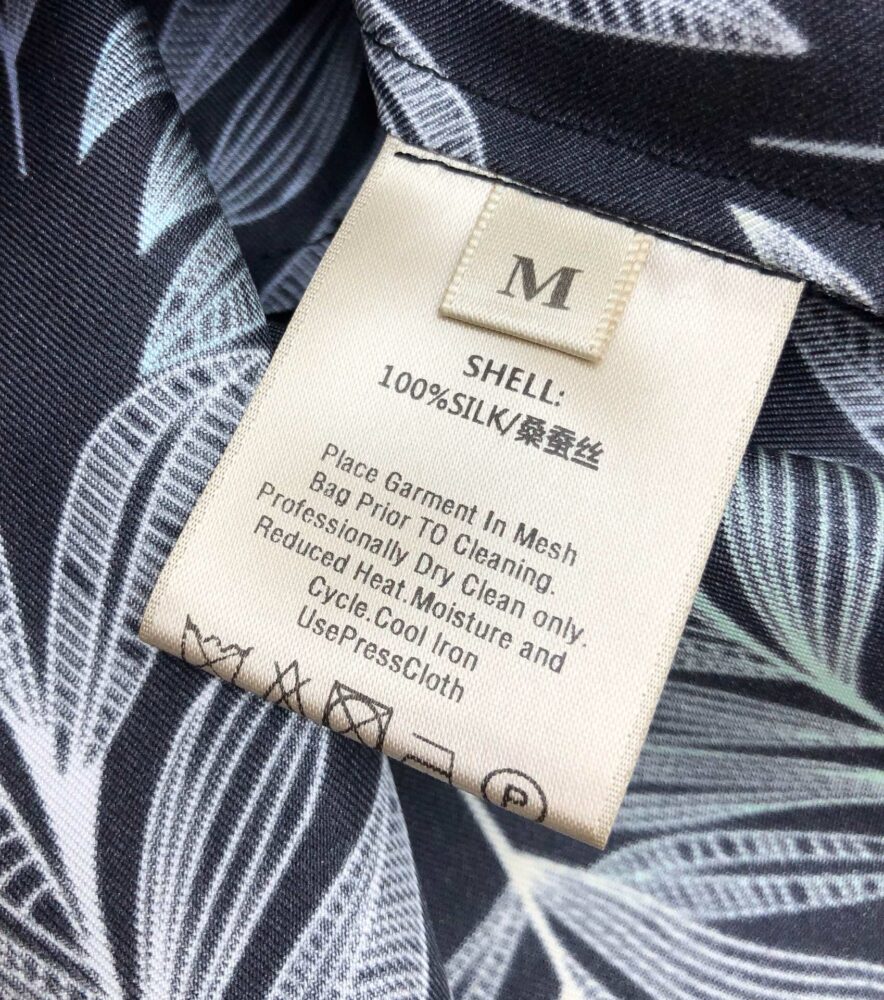 M
SHELL:
100%SILK/桑蚕丝
Place Garment In Mesh
Bag Prior TO Cleaning.
Professionally Dry Clean only.
Reduced Heat.Moisture and
Cycle.Cool Iron
UsePressCloth
P